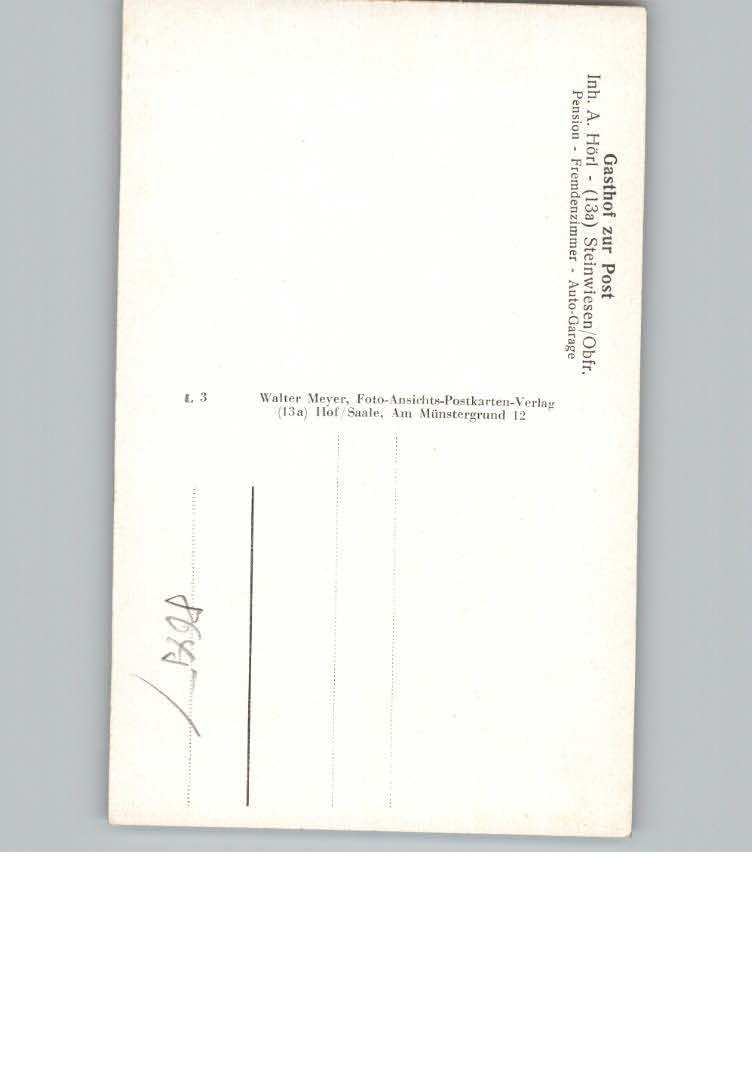 Gasthof zur Post
Inh. A. Hörl - (13a) Steinwiesen/Obfr.
Pension - Fremdenzimmer - Auto-Garage
3
Walter Meyer, Foto-Ansichts-Postkarten-Verlag
(13a) Hof/Saale, Am Münstergrund 12